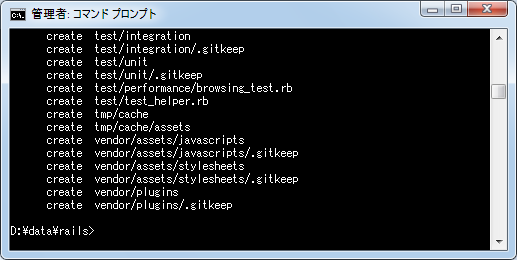 管理者: コマンド プロンプト
create test/integration
create test/integration/.gitkeep
create test/unit
create test/unit/.gitkeep
create test/performance/browsing_test.rb
create test/test_helper.rb
create tmp/cache
create tmp/cache/assets
create vendor/assets/javascripts
create vendor/assets/javascripts/.gitkeep
create vendor/assets/stylesheets
create vendor/assets/stylesheets/.gitkeep
create vendor/plugins
create vendor/plugins/.gitkeep
D:¥data¥rails>